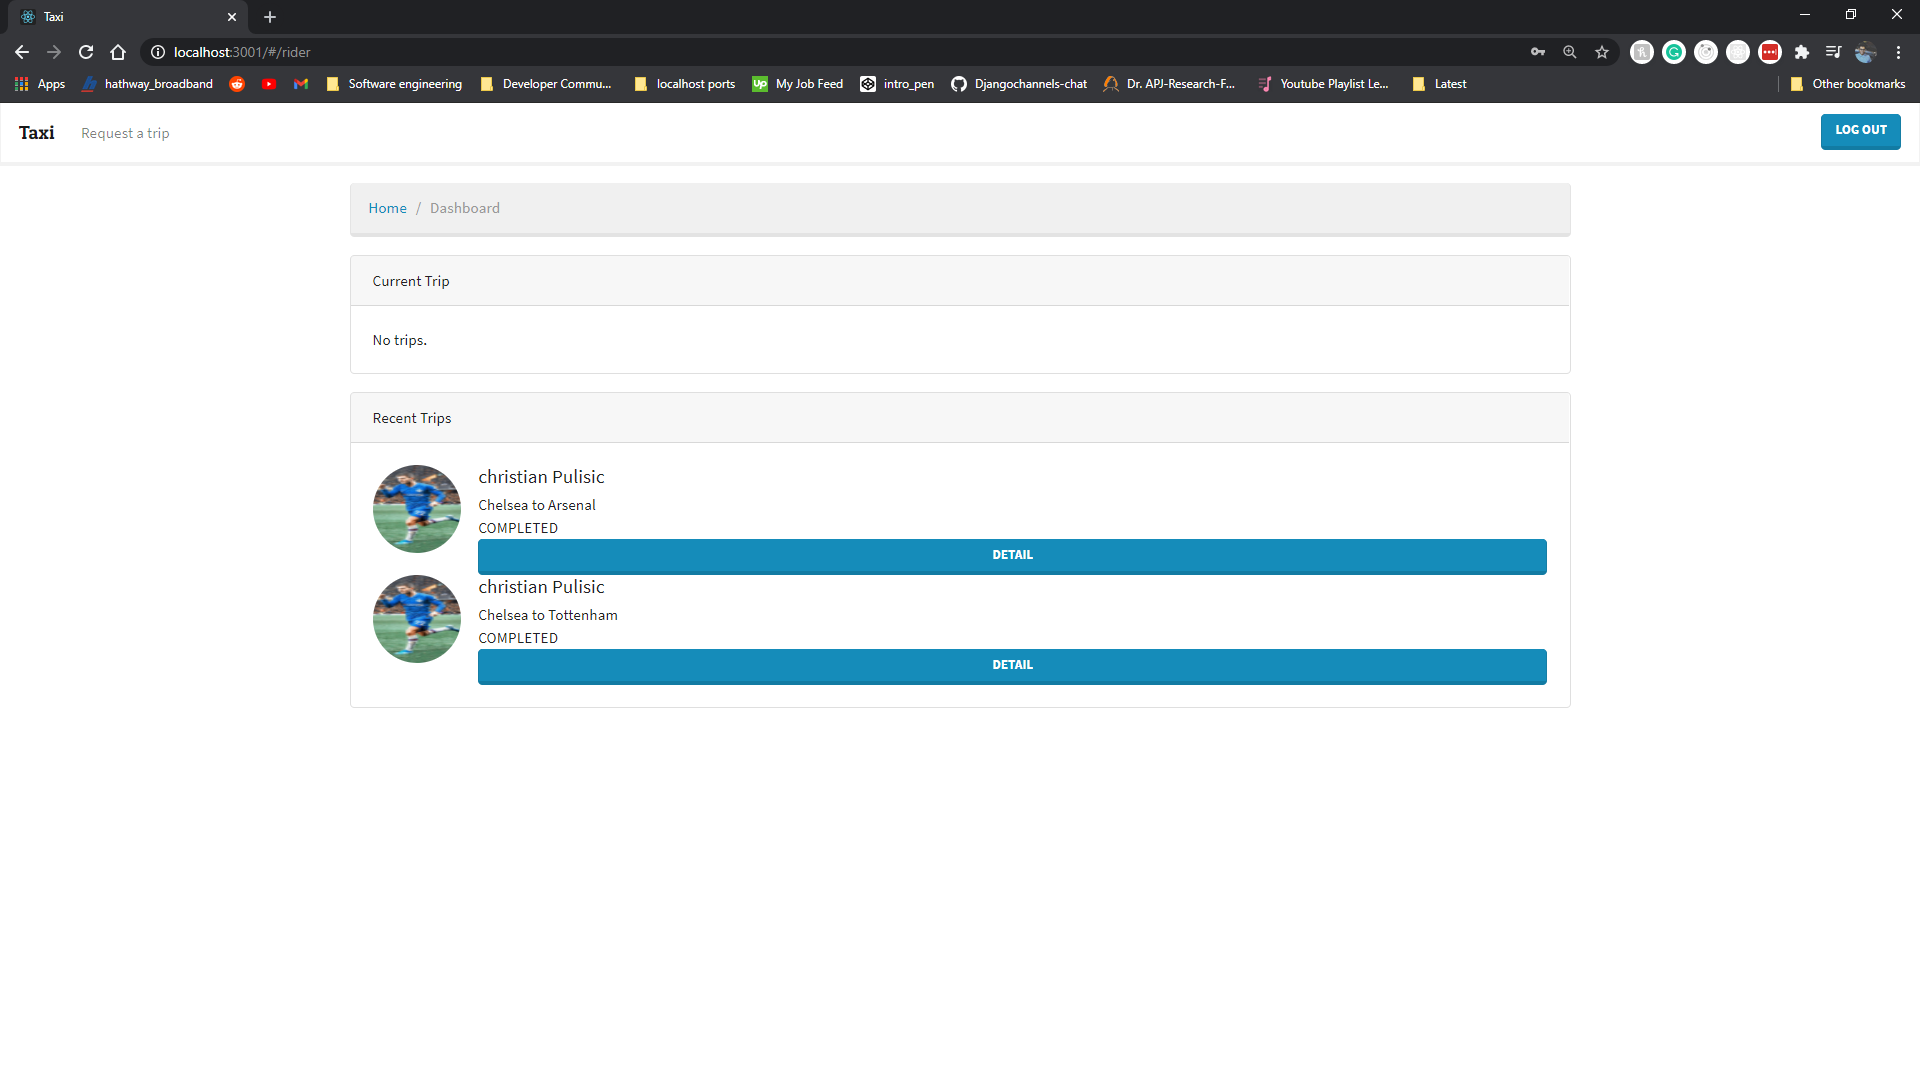 Taxi
localhost:3001/#/rider
Apps hathway_broadband Software engineering Developer Commu... localhost ports Up My Job Feed intro_pen Djangochannels-chat Dr. APJ-Research-F... Youtube Playlist Le... Latest Other bookmarks
Taxi Request a trip LOG OUT
Home / Dashboard
Current Trip
No trips.
Recent Trips
christian Pulisic
Chelsea to Arsenal
COMPLETED
DETAIL
christian Pulisic
Chelsea to Tottenham
COMPLETED
DETAIL